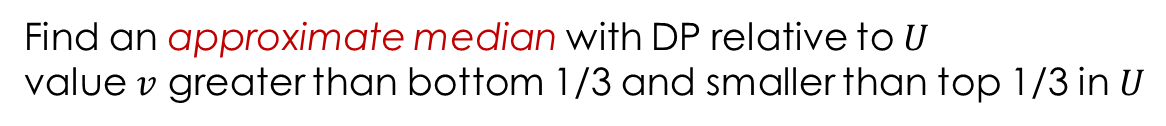 Find an approximate median with DP relative to U
value v greater than bottom 1/3 and smaller than top 1/3 in U